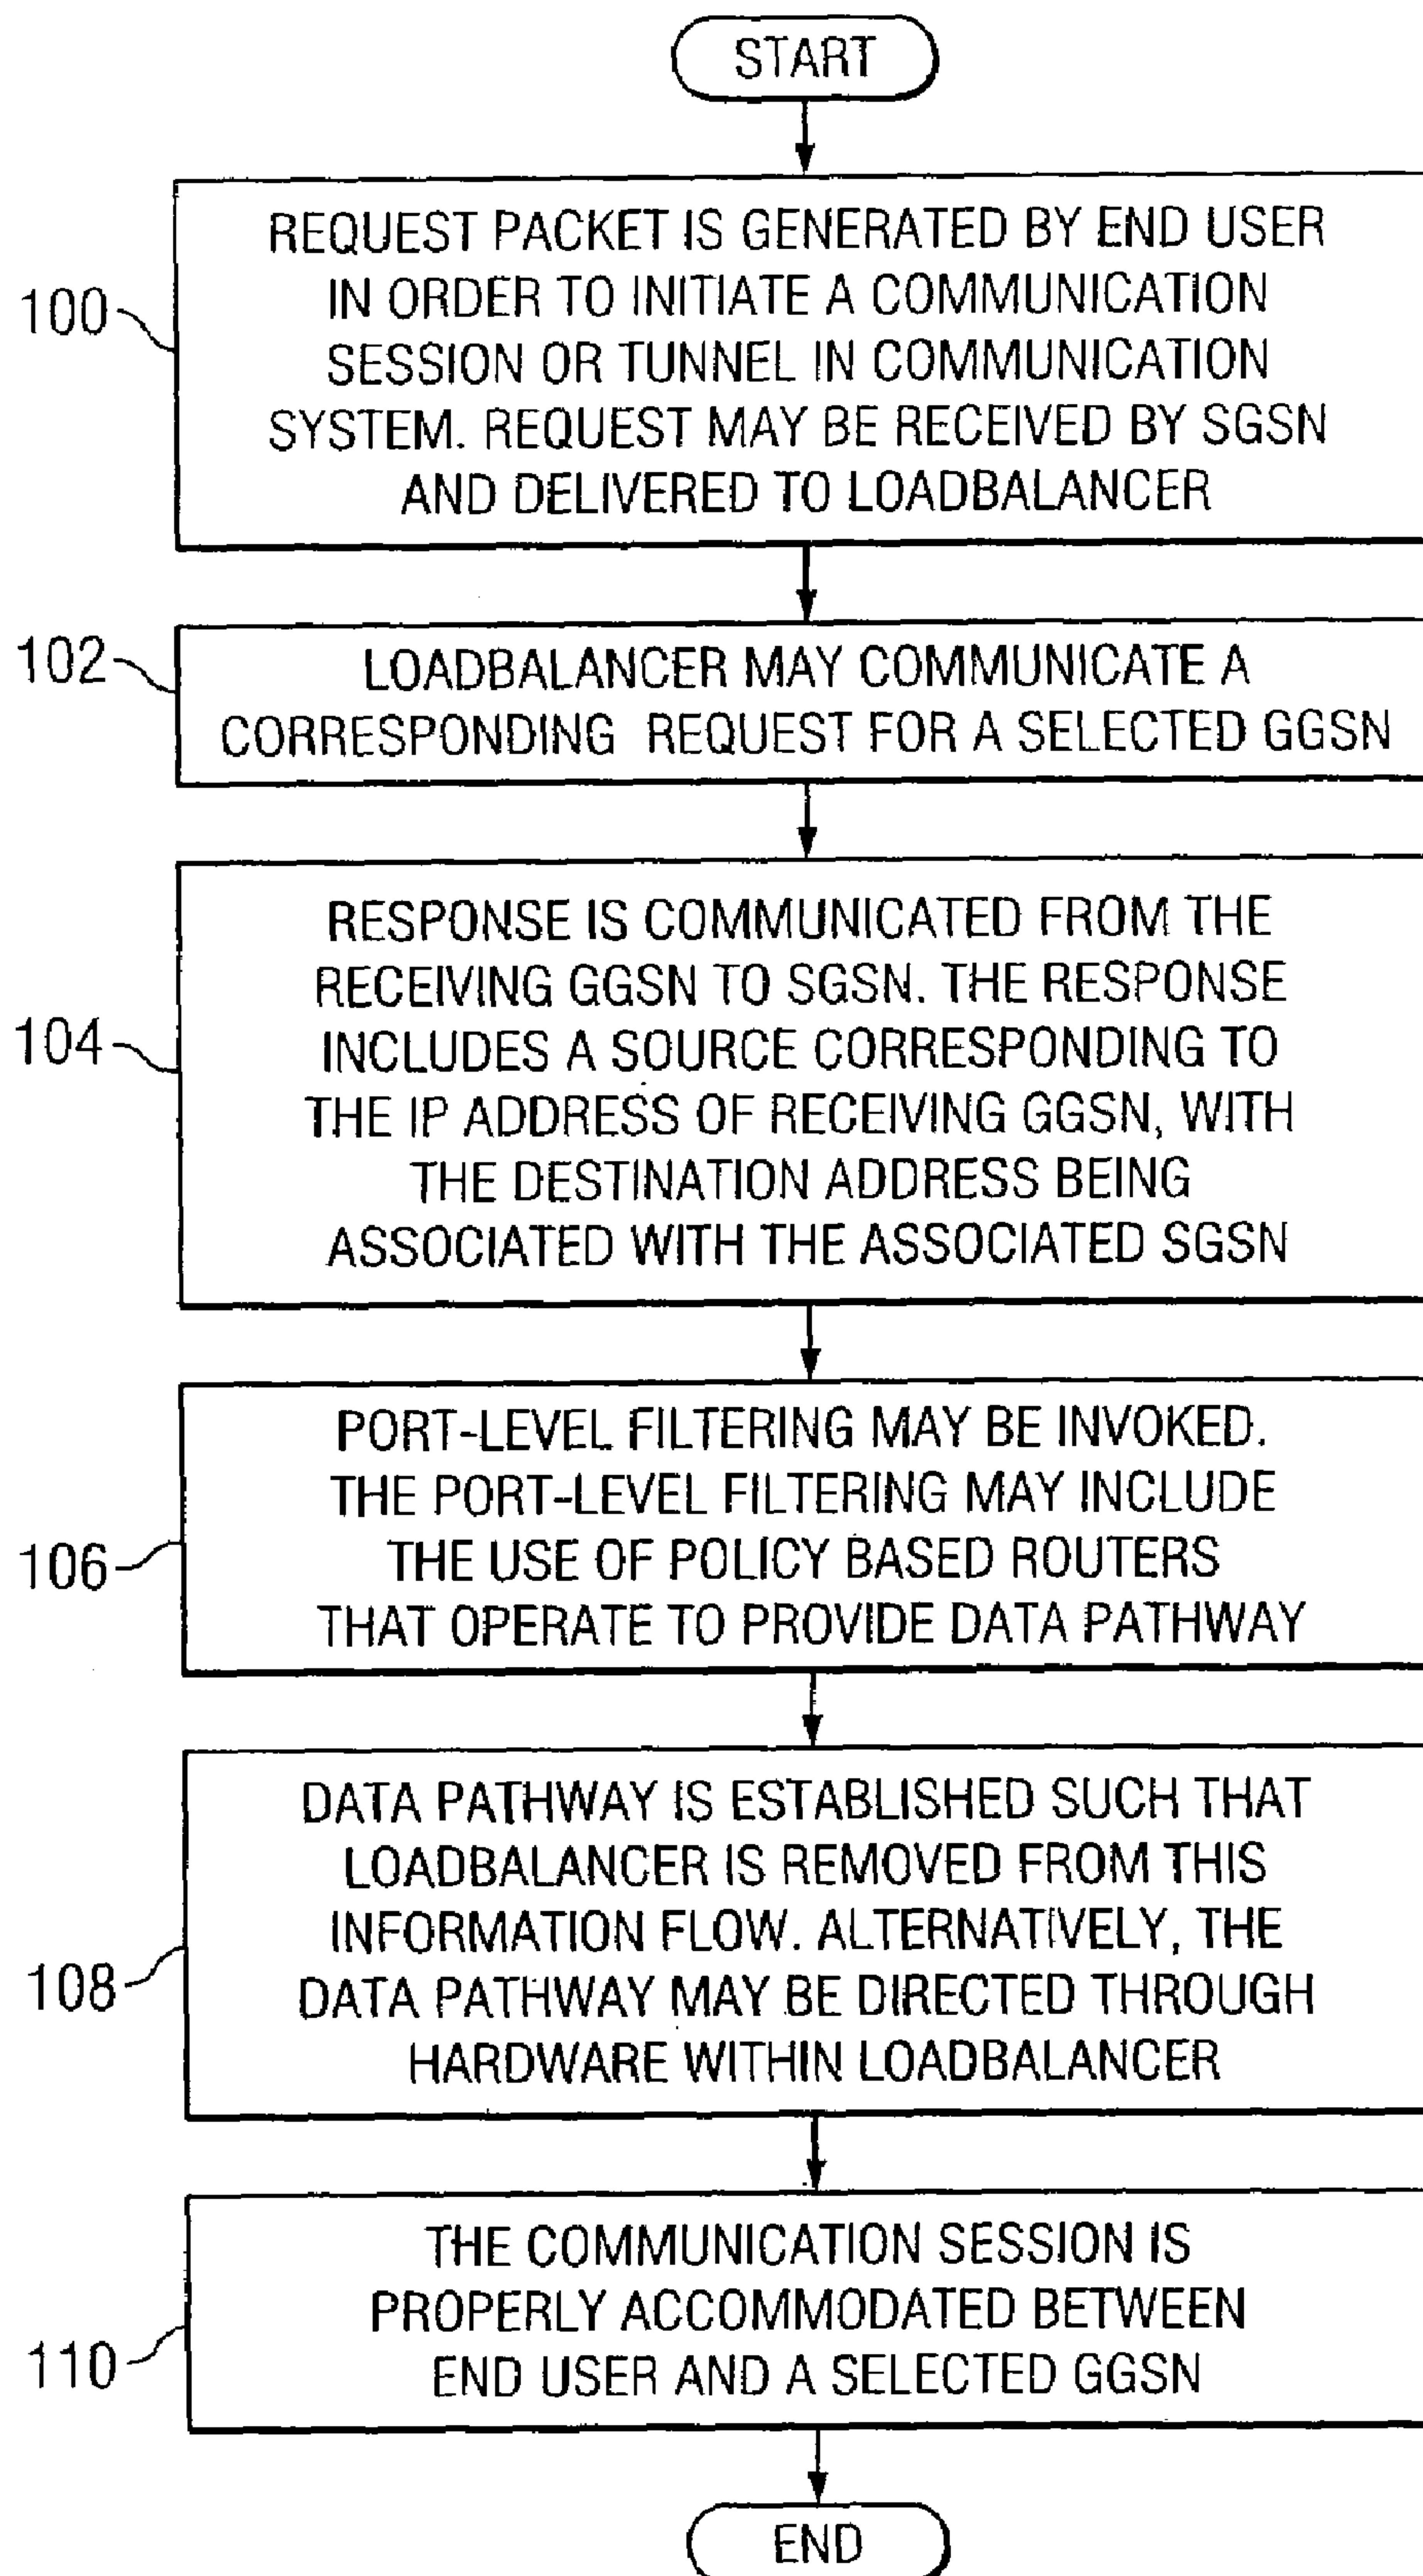 START
100
REQUEST PACKET IS GENERATED BY END USER
IN ORDER TO INITIATE A COMMUNICATION
SESSION OR TUNNEL IN COMMUNICATION
SYSTEM. REQUEST MAY BE RECEIVED BY SGSN
AND DELIVERED TO LOADBALANCER
102
LOADBALANCER MAY COMMUNICATE A
CORRESPONDING REQUEST FOR A SELECTED GGSN
104
RESPONSE IS COMMUNICATED FROM THE
RECEIVING GGSN TO SGSN. THE RESPONSE
INCLUDES A SOURCE CORRESPONDING TO
THE IP ADDRESS OF RECEIVING GGSN, WITH
THE DESTINATION ADDRESS BEING
ASSOCIATED WITH THE ASSOCIATED SGSN
106
PORT-LEVEL FILTERING MAY BE INVOKED.
THE PORT-LEVEL FILTERING MAY INCLUDE
THE USE OF POLICY BASED ROUTERS
THAT OPERATE TO PROVIDE DATA PATHWAY
108
DATA PATHWAY IS ESTABLISHED SUCH THAT
LOADBALANCER IS REMOVED FROM THIS
INFORMATION FLOW. ALTERNATIVELY, THE
DATA PATHWAY MAY BE DIRECTED THROUGH
HARDWARE WITHIN LOADBALANCER
110
THE COMMUNICATION SESSION IS
PROPERLY ACCOMMODATED BETWEEN
END USER AND A SELECTED GGSN
END